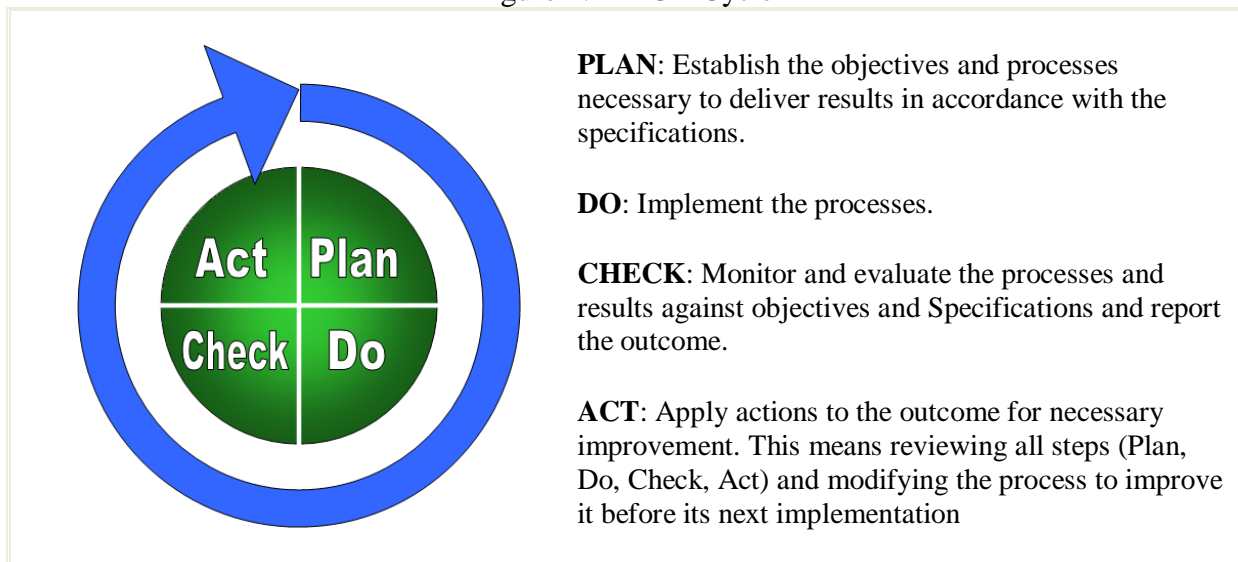 Act Plan
Check Do
PLAN: Establish the objectives and processes
necessary to deliver results in accordance with the
specifications.
DO: Implement the processes.
CHECK: Monitor and evaluate the processes and
results against objectives and Specifications and report
the outcome.
ACT: Apply actions to the outcome for necessary
improvement. This means reviewing all steps (Plan,
Do, Check, Act) and modifying the process to improve
it before its next implementation